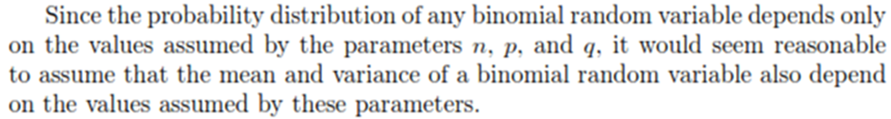 Since the probability distribution of any binomial random variable depends only
on the values assumed by the parameters n, p, and q, it would seem reasonable
to assume that the mean and variance of a binomial random variable also depend
on the values assumed by these parameters.